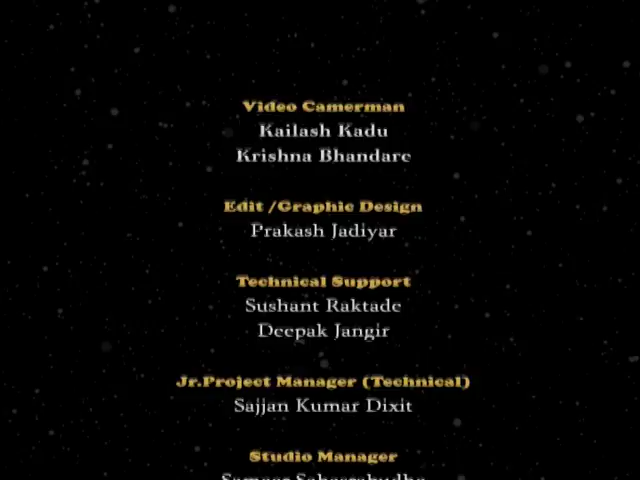 Video Camerman
Kailash Kadu
Krishna Bhandare
Edit /Graphic Design
Prakash Jadiyar
Technical Support
Sushant Raktade
Deepak Jangir
Jr.Project Manager (Technical)
Sajjan Kumar Dixit
Studio Manager